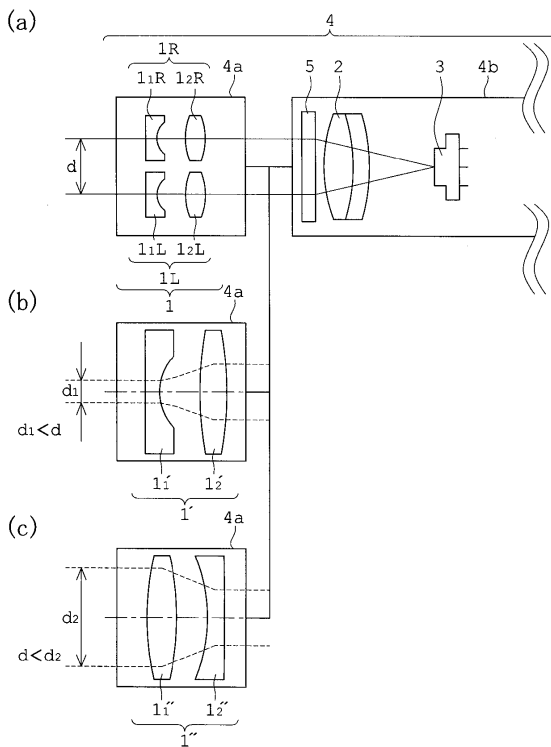 (a)
4
1R
1₁R 1₂R 4a 5 2 4b
d
3
1₁L 1₂L
1L
1
(b)
4a
d₁
d₁<d
1₁′ 1₂′
1′
(c)
4a
d₂
d<d₂
1₁″ 1₂″
1″